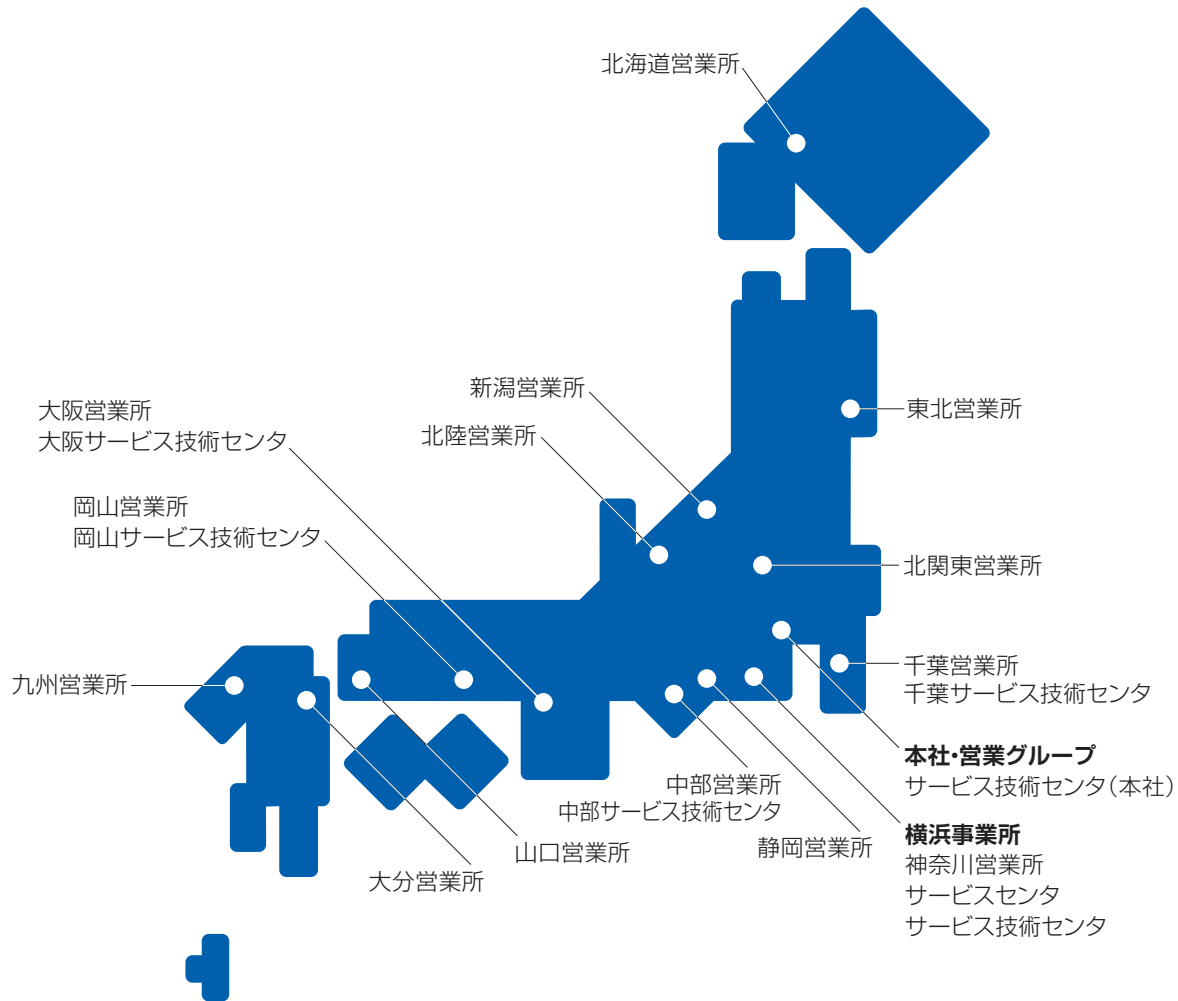 北海道営業所
新潟営業所
東北営業所
大阪営業所
大阪サービス技術センタ
北陸営業所
岡山営業所
岡山サービス技術センタ
北関東営業所
九州営業所
千葉営業所
千葉サービス技術センタ
本社・営業グループ
サービス技術センタ(本社)
中部営業所
中部サービス技術センタ
横浜事業所
神奈川営業所
サービスセンタ
サービス技術センタ
静岡営業所
山口営業所
大分営業所